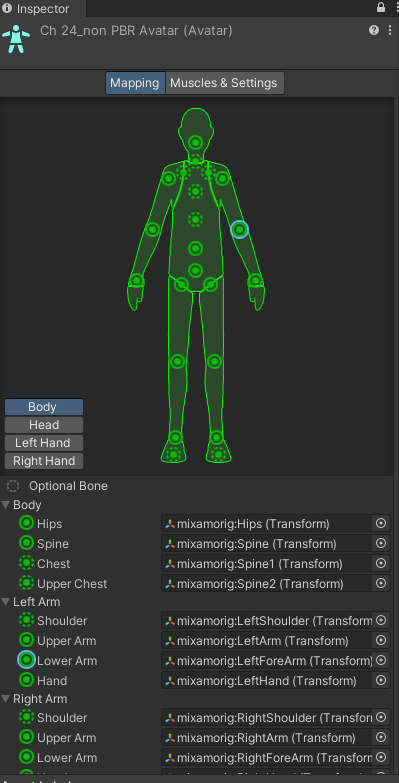 Inspector
Ch 24_non PBR Avatar (Avatar)
Mapping Muscles & Settings
Body
Head
Left Hand
Right Hand
Optional Bone
Body
Hips mixamorig:Hips (Transform)
Spine mixamorig:Spine (Transform)
Chest mixamorig:Spine1 (Transform)
Upper Chest mixamorig:Spine2 (Transform)
Left Arm
Shoulder mixamorig:LeftShoulder (Transform
Upper Arm mixamorig:LeftArm (Transform)
Lower Arm mixamorig:LeftForeArm (Transform)
Hand mixamorig:LeftHand (Transform)
Right Arm
Shoulder mixamorig:RightShoulder (Transfor
Upper Arm mixamorig:RightArm (Transform)
Lower Arm mixamorig:RightForeArm (Transfor